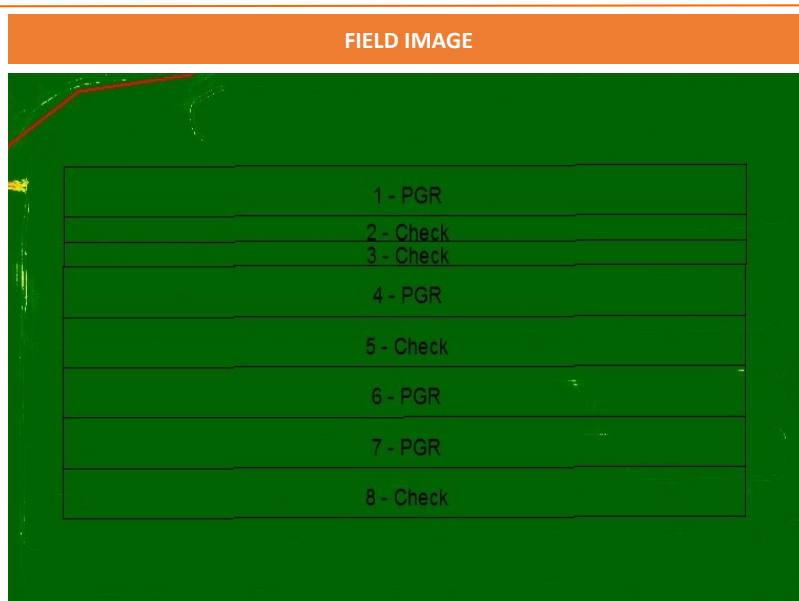 FIELD IMAGE
1 - PGR
2 - Check
3 - Check
4 - PGR
5 - Check
6 - PGR
7 - PGR
8 - Check